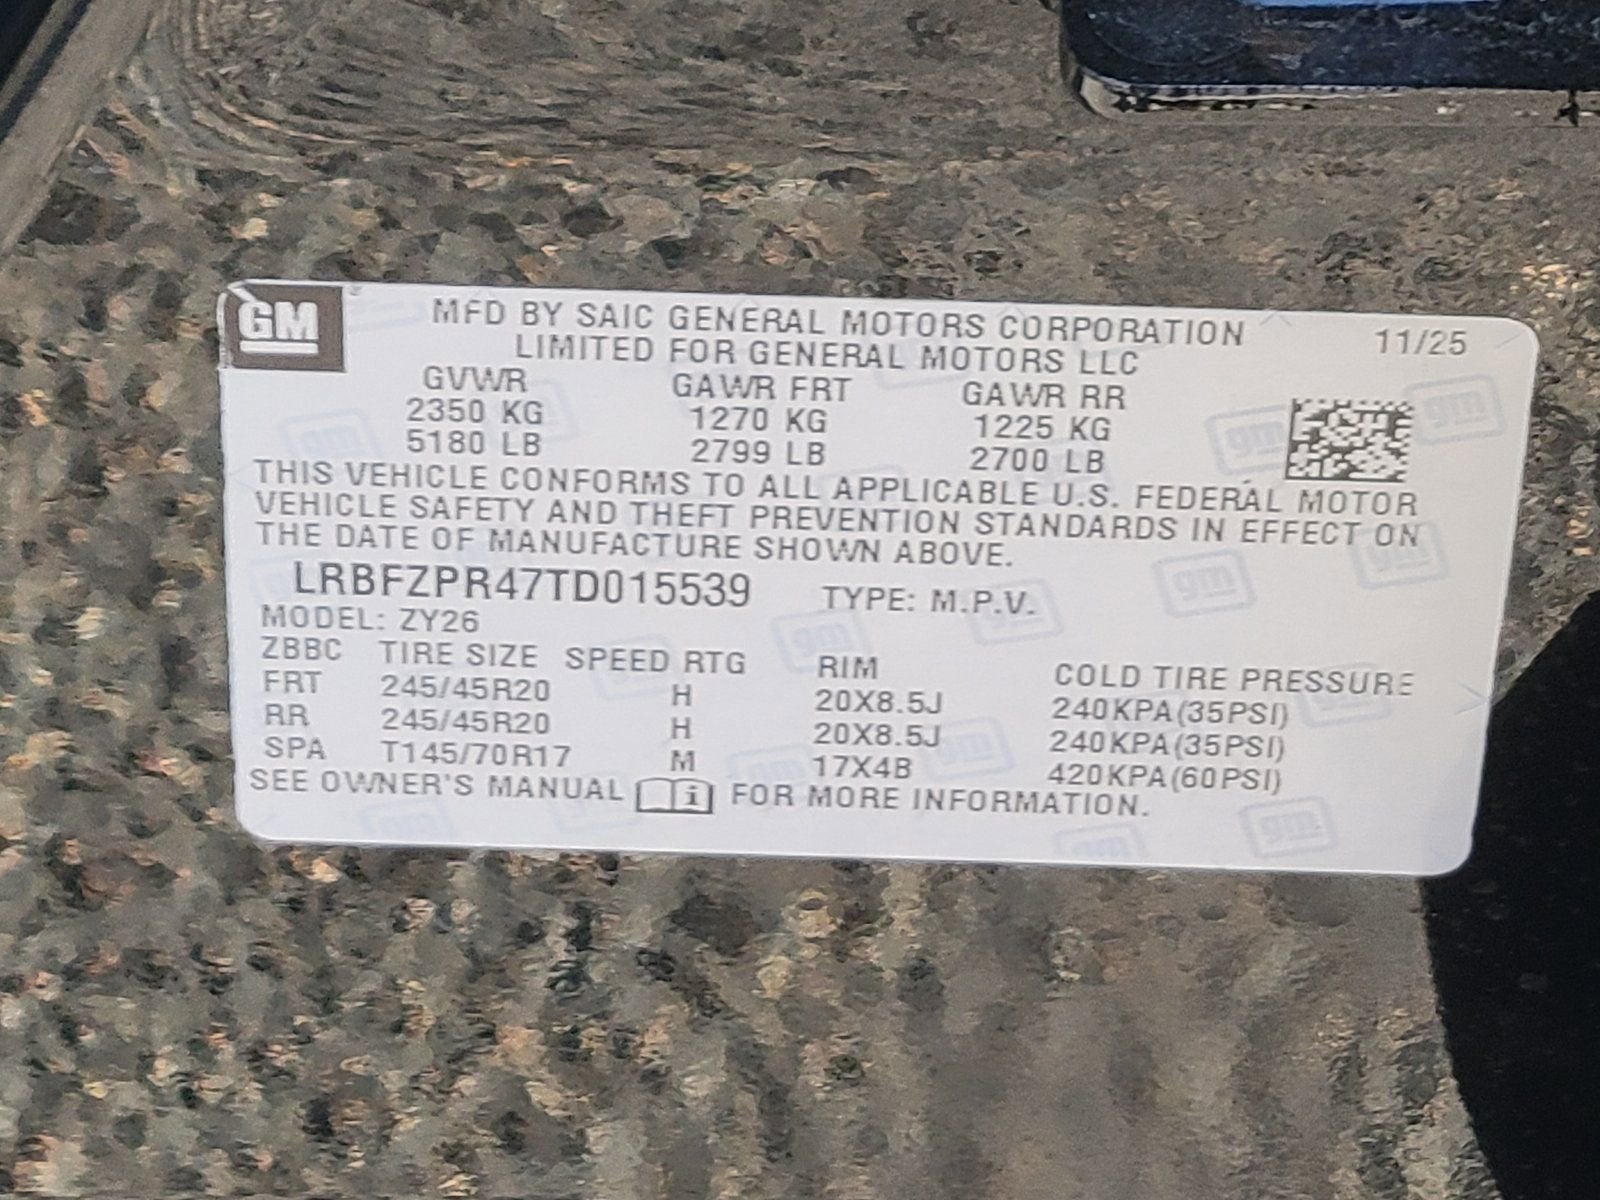 GM
MFD BY SAIC GENERAL MOTORS CORPORATION 11/25
LIMITED FOR GENERAL MOTORS LLC
GVWR GAWR FRT GAWR RR
2350 KG 1270 KG 1225 KG
5180 LB 2799 LB 2700 LB
THIS VEHICLE CONFORMS TO ALL APPLICABLE U.S. FEDERAL MOTOR
VEHICLE SAFETY AND THEFT PREVENTION STANDARDS IN EFFECT ON
THE DATE OF MANUFACTURE SHOWN ABOVE.
LRBFZPR47TD015539 TYPE: M.P.V.
MODEL: ZY26
ZBBC TIRE SIZE SPEED RTG RIM COLD TIRE PRESSURE
FRT 245/45R20 H 20X8.5J 240KPA(35PSI)
RR 245/45R20 H 20X8.5J 240KPA(35PSI)
SPA T145/70R17 M 17X4B 420KPA(60PSI)
SEE OWNER'S MANUAL i FOR MORE INFORMATION.